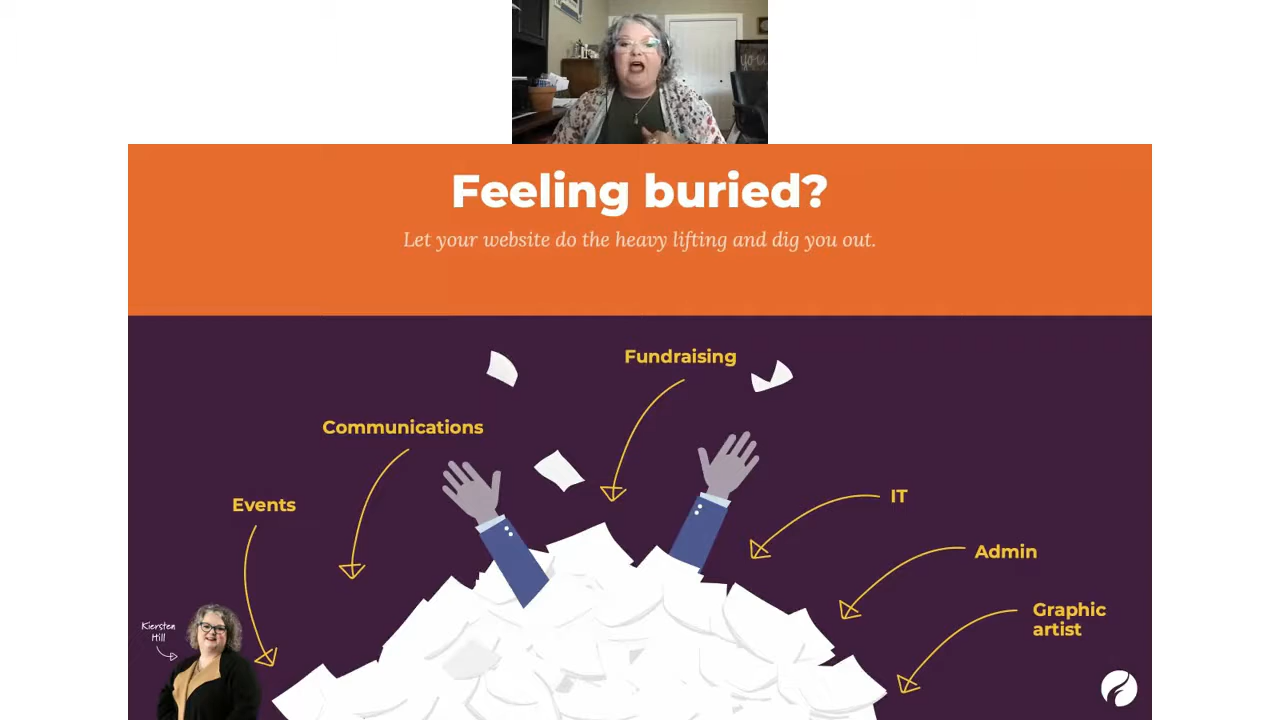 Feeling buried?
Let your website do the heavy lifting and dig you out.
Fundraising
Communications
Events
IT
Admin
Graphic
artist
Kiersten
Hill